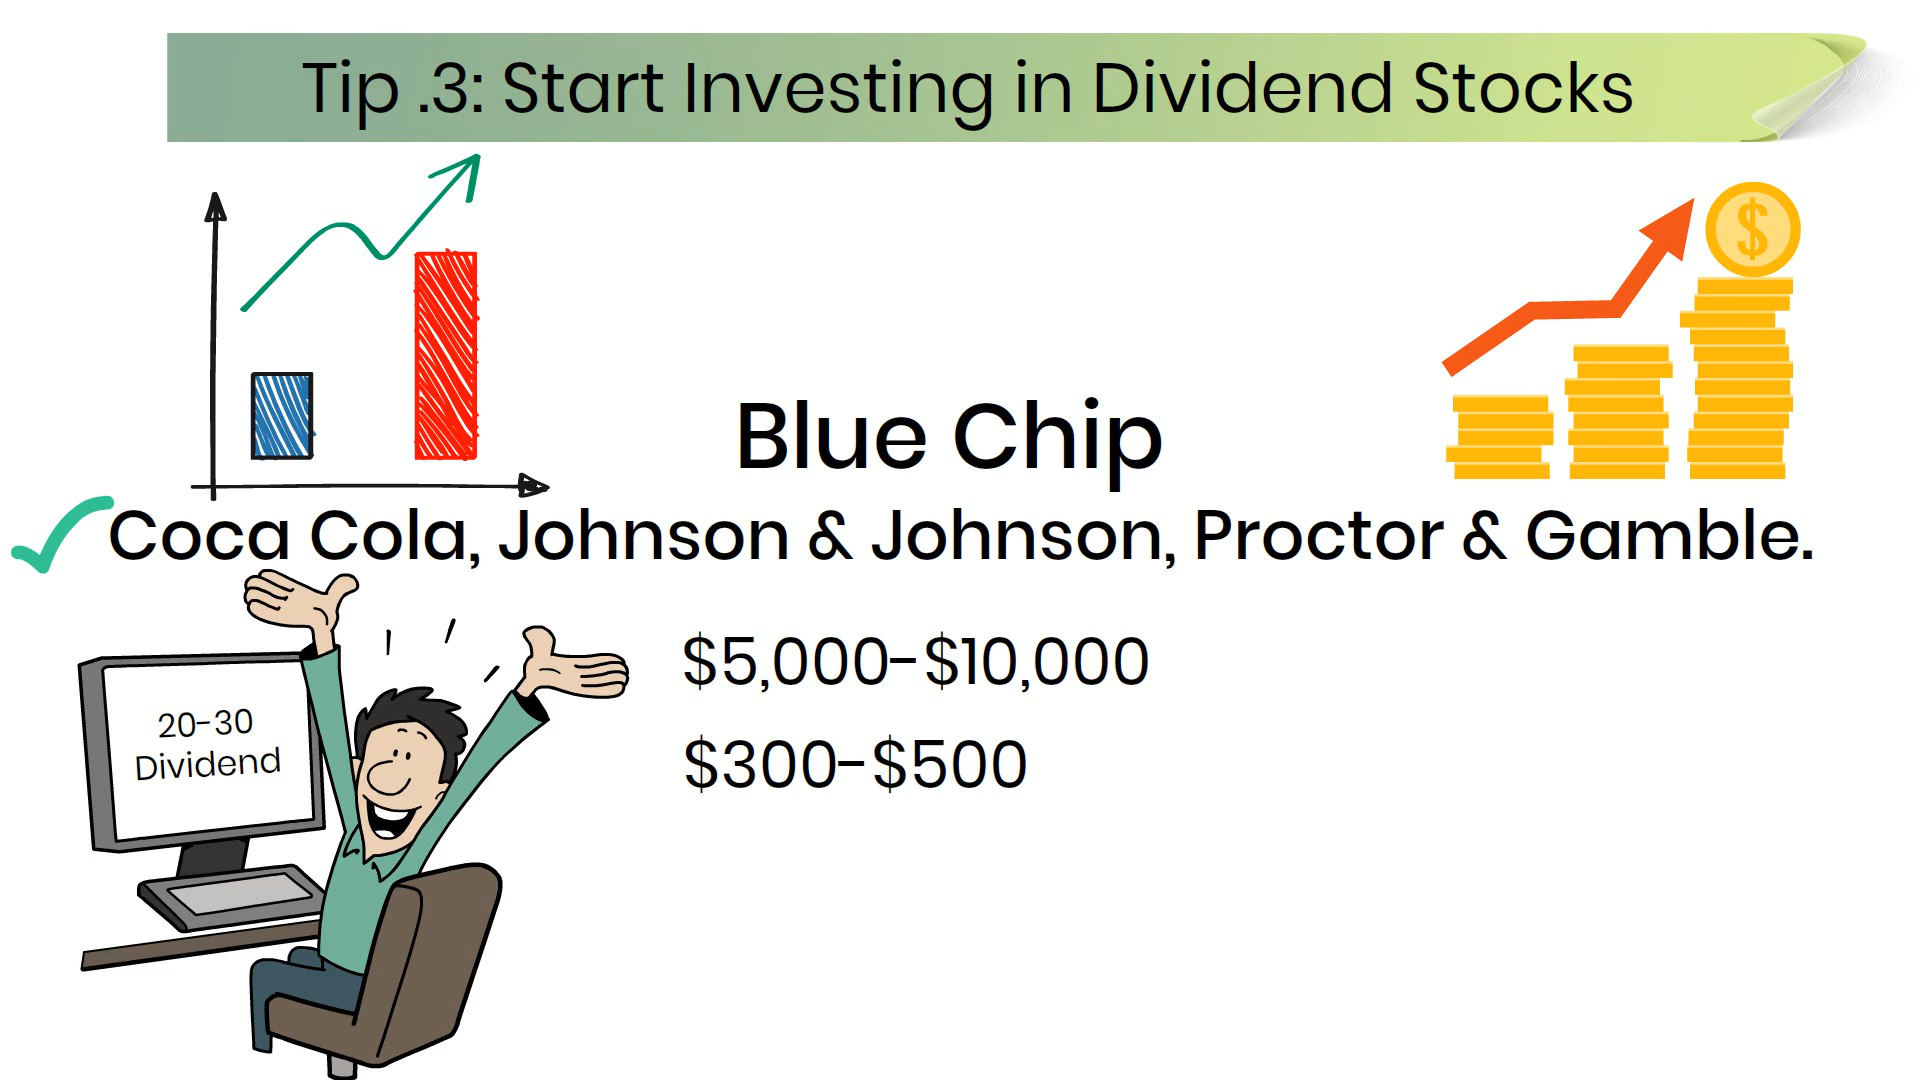 Tip .3: Start Investing in Dividend Stocks
$
Blue Chip
Coca Cola, Johnson & Johnson, Proctor & Gamble.
$5,000-$10,000
20-30
Dividend
$300-$500